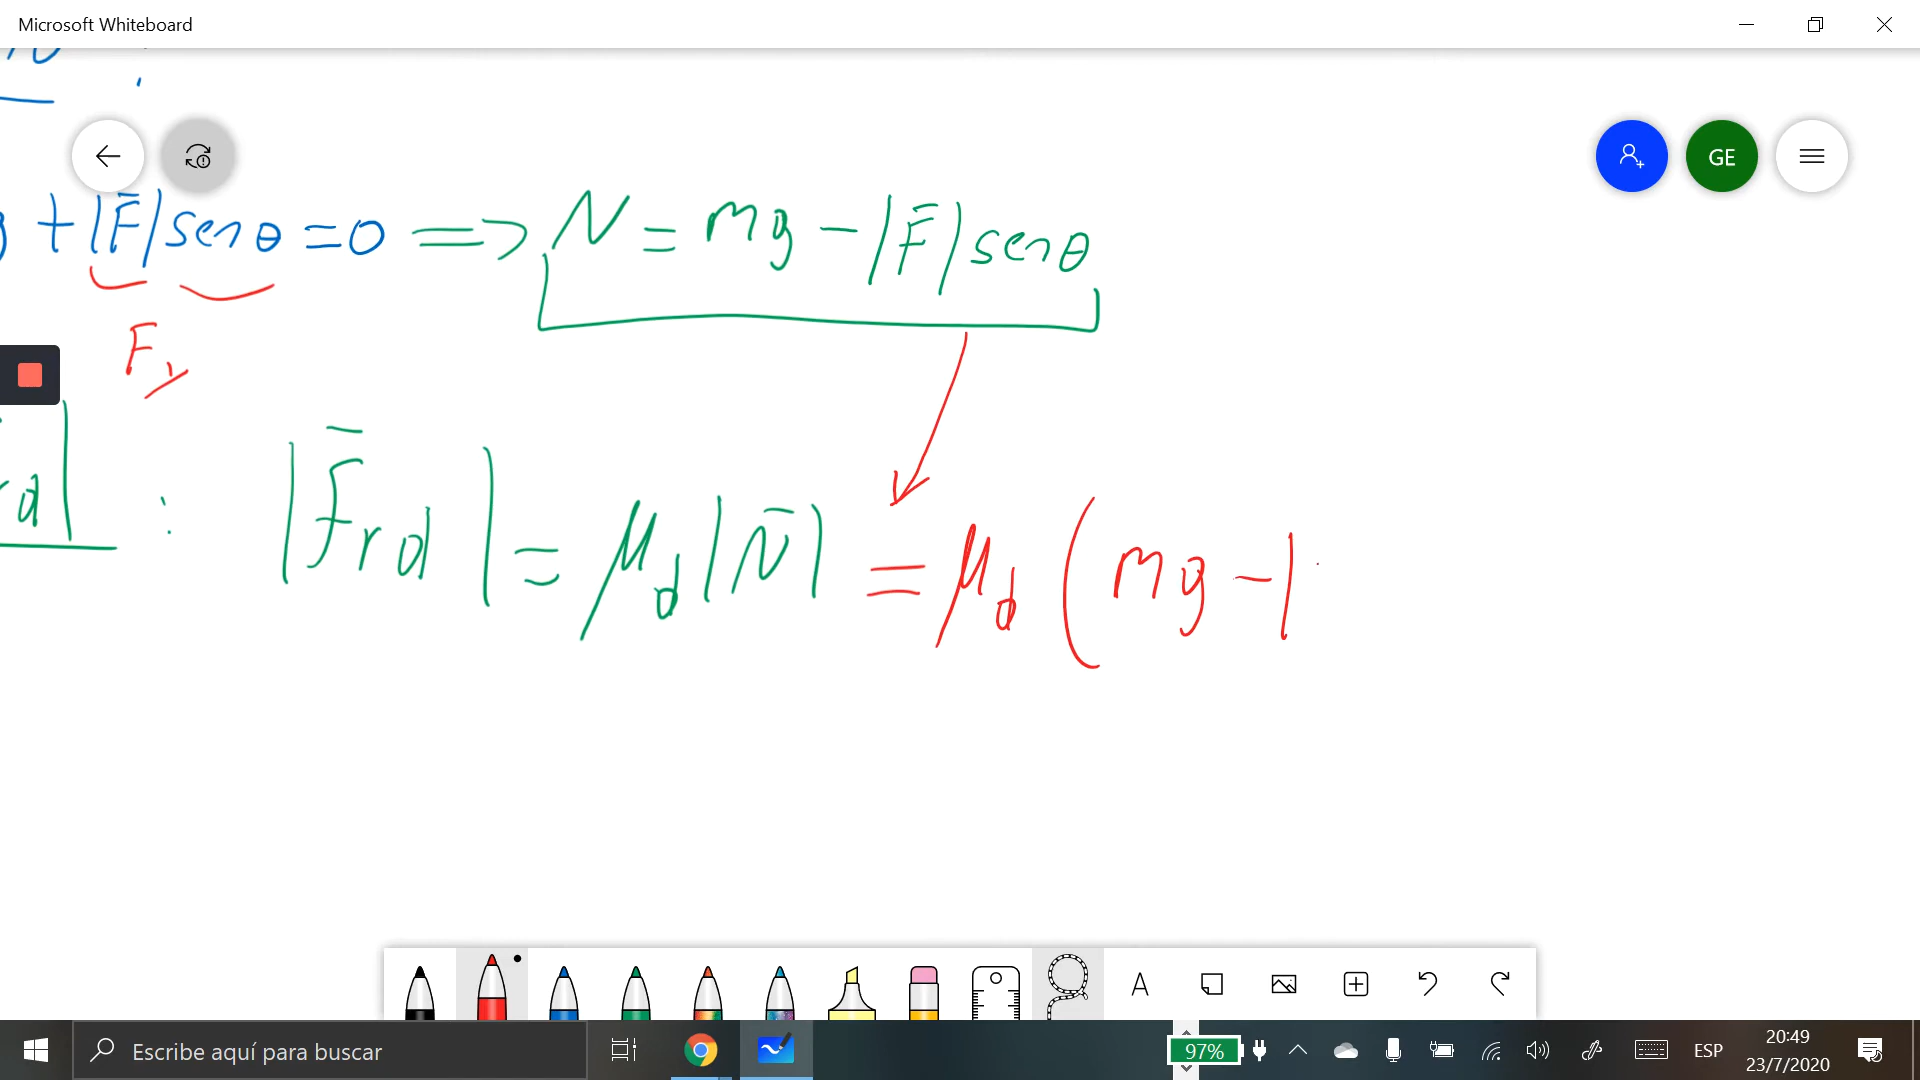 Microsoft Whiteboard
GE
+|F̄|senθ = 0 ⟹ N = mg − |F̄|senθ
Fy
rd| : |F̄rd| = μd|N̄| = μd(mg − |
A
Escribe aquí para buscar
97%
ESP
20:49
23/7/2020